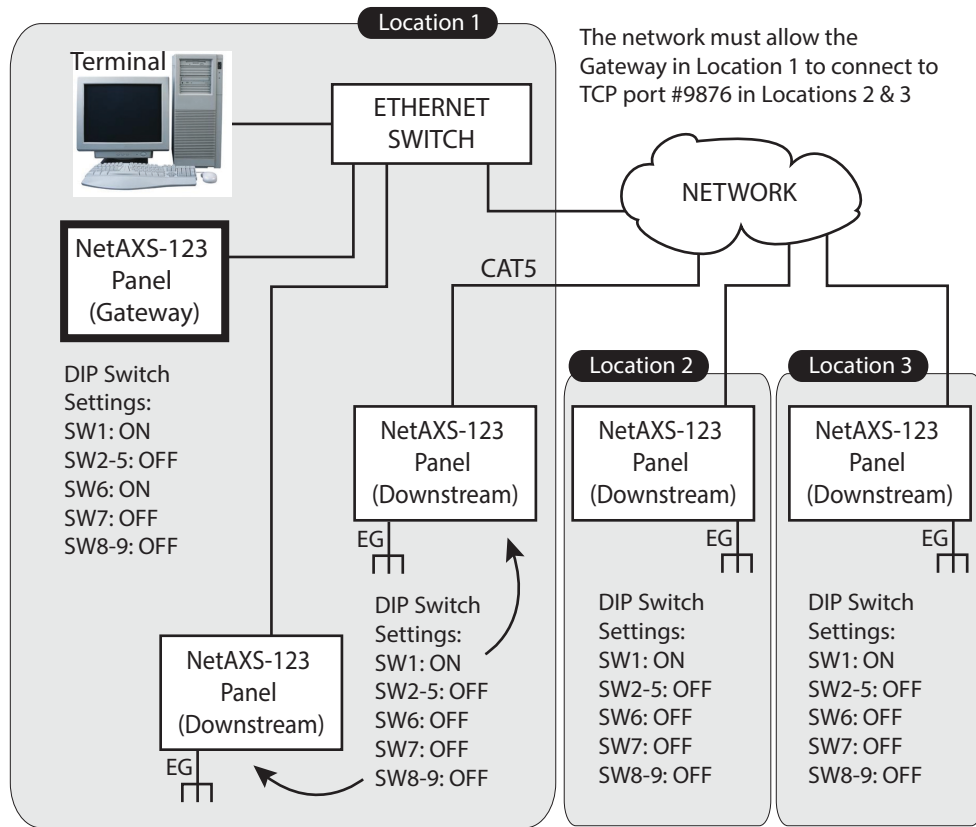 Location 1
Terminal
ETHERNET
SWITCH
The network must allow the
Gateway in Location 1 to connect to
TCP port #9876 in Locations 2 & 3
NETWORK
NetAXS-123
Panel
(Gateway)
CAT5
DIP Switch
Settings:
SW1: ON
SW2-5: OFF
SW6: ON
SW7: OFF
SW8-9: OFF
NetAXS-123
Panel
(Downstream)
EG
DIP Switch
Settings:
SW1: ON
SW2-5: OFF
SW6: OFF
SW7: OFF
SW8-9: OFF
NetAXS-123
Panel
(Downstream)
EG
Location 2
NetAXS-123
Panel
(Downstream)
EG
DIP Switch
Settings:
SW1: ON
SW2-5: OFF
SW6: OFF
SW7: OFF
SW8-9: OFF
Location 3
NetAXS-123
Panel
(Downstream)
EG
DIP Switch
Settings:
SW1: ON
SW2-5: OFF
SW6: OFF
SW7: OFF
SW8-9: OFF